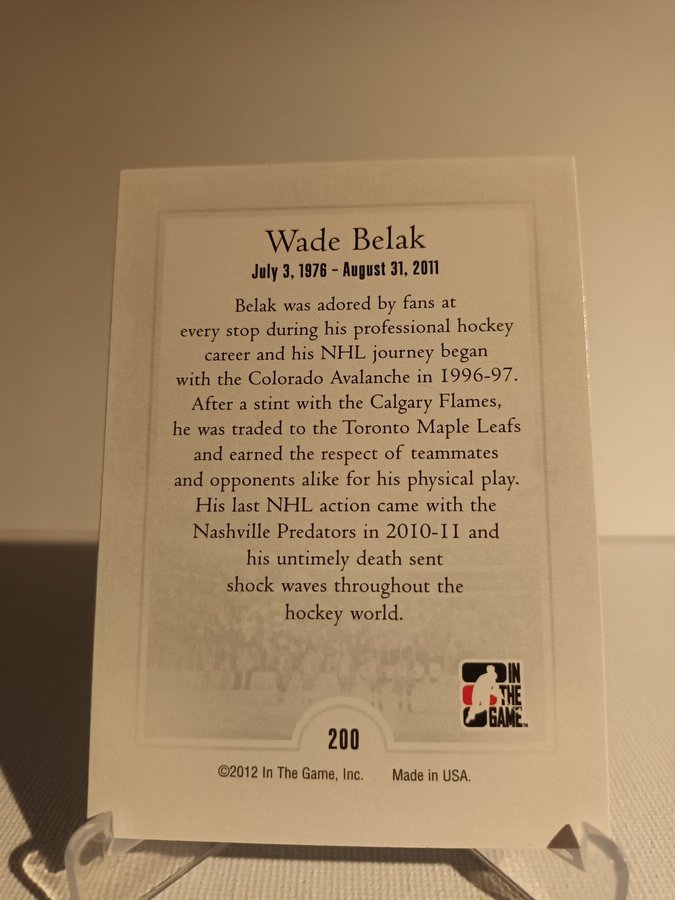 Wade Belak
July 3, 1976 - August 31, 2011
Belak was adored by fans at
every stop during his professional hockey
career and his NHL journey began
with the Colorado Avalanche in 1996-97.
After a stint with the Calgary Flames,
he was traded to the Toronto Maple Leafs
and earned the respect of teammates
and opponents alike for his physical play.
His last NHL action came with the
Nashville Predators in 2010-11 and
his untimely death sent
shock waves throughout the
hockey world.
IN
THE
GAME™
200
©2012 In The Game, Inc. Made in USA.